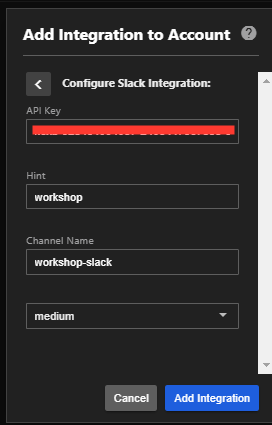 Add Integration to Account ?
Configure Slack Integration:
API Key
Hint
workshop
Channel Name
workshop-slack
medium
Cancel
Add Integration